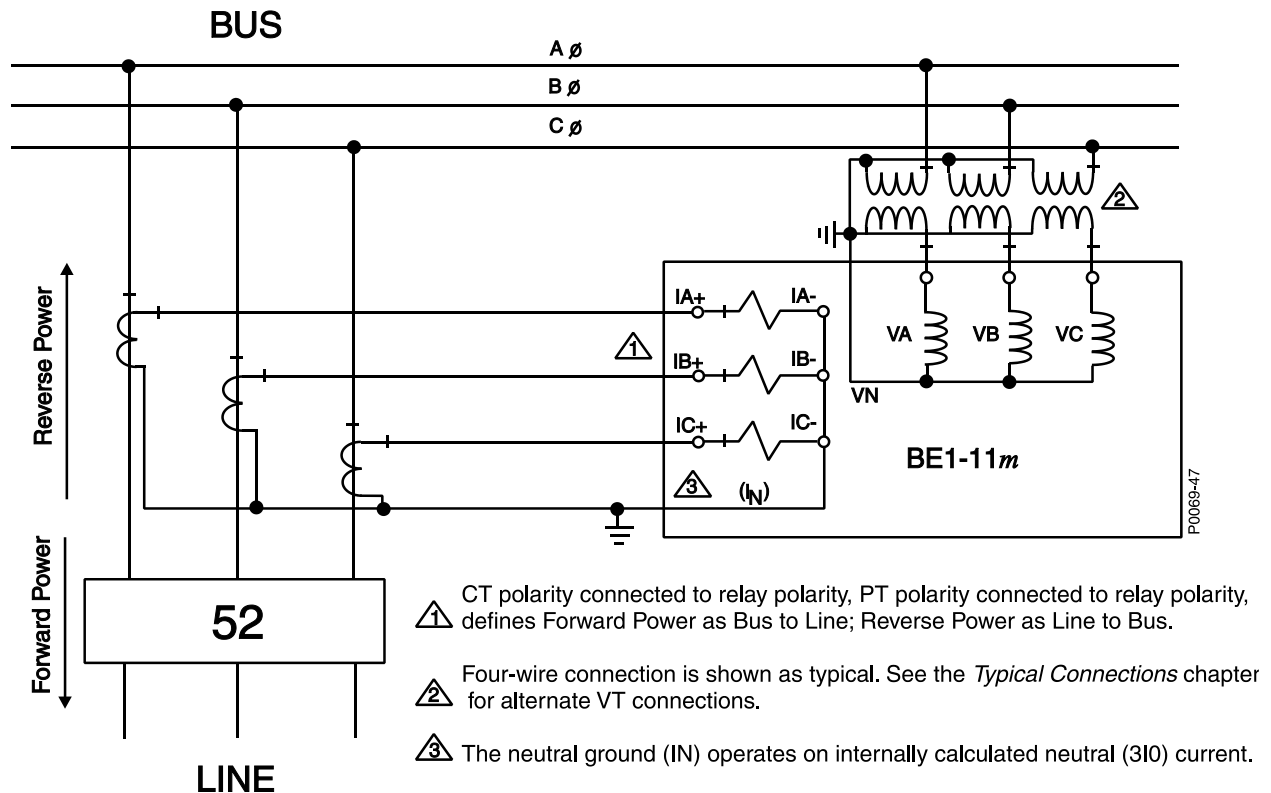 BUS
A ø
B ø
C ø
2
Reverse Power
IA+ IA-
1
IB+ IB-
IC+ IC-
3 (IN)
VA VB VC
VN
BE1-11m
P0069-47
Forward Power
52
LINE
1 CT polarity connected to relay polarity, PT polarity connected to relay polarity,
defines Forward Power as Bus to Line; Reverse Power as Line to Bus.
2 Four-wire connection is shown as typical. See the Typical Connections chapter
for alternate VT connections.
3 The neutral ground (IN) operates on internally calculated neutral (3I0) current.